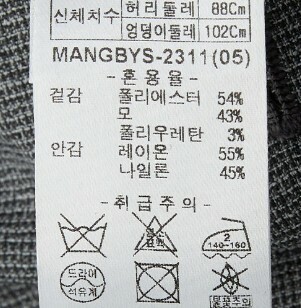 신체치수 허리둘레 88Cm
엉덩이둘레 102Cm
MANGBYS-2311(05)
- 혼용율 -
겉감 폴리에스터 54%
모 43%
폴리우레탄 3%
안감 레이온 55%
나일론 45%
- 취급주의 -
2
140~160
드라이
석유계